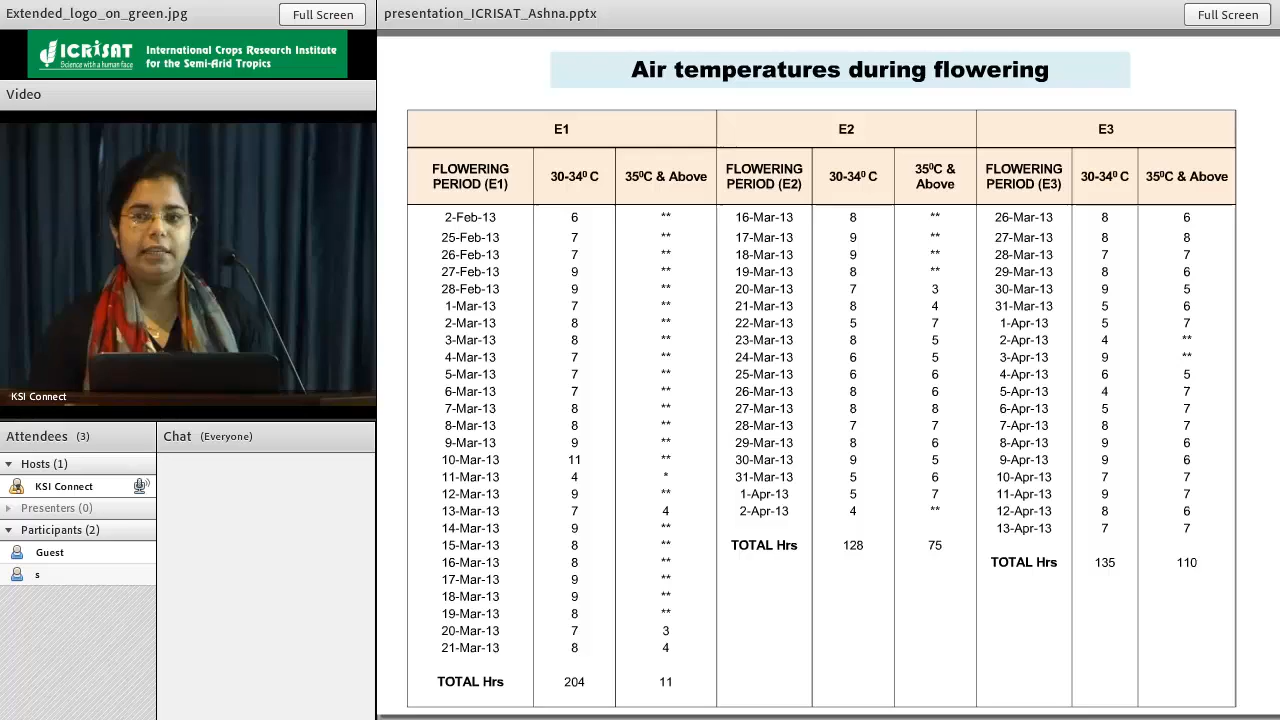 Extended_logo_on_green.jpg
Full Screen
ICRISAT
Science with a human face
International Crops Research Institute
for the Semi-Arid Tropics
Video
KSI Connect
Attendees (3)
Hosts (1)
KSI Connect
Presenters (0)
Participants (2)
Guest
s
Chat (Everyone)
presentation_ICRISAT_Ashna.pptx
Full Screen
Air temperatures during flowering
E1 E2 E3
FLOWERING PERIOD (E1) 30-34⁰ C 35⁰C & Above FLOWERING PERIOD (E2) 30-34⁰ C 35⁰C & Above FLOWERING PERIOD (E3) 30-34⁰ C 35⁰C & Above
2-Feb-13 6 ** 16-Mar-13 8 ** 26-Mar-13 8 6
25-Feb-13 7 ** 17-Mar-13 9 ** 27-Mar-13 8 8
26-Feb-13 7 ** 18-Mar-13 9 ** 28-Mar-13 7 7
27-Feb-13 9 ** 19-Mar-13 8 ** 29-Mar-13 8 6
28-Feb-13 9 ** 20-Mar-13 7 3 30-Mar-13 9 5
1-Mar-13 7 ** 21-Mar-13 8 4 31-Mar-13 5 6
2-Mar-13 8 ** 22-Mar-13 5 7 1-Apr-13 5 7
3-Mar-13 8 ** 23-Mar-13 8 5 2-Apr-13 4 **
4-Mar-13 7 ** 24-Mar-13 6 5 3-Apr-13 9 **
5-Mar-13 7 ** 25-Mar-13 6 6 4-Apr-13 6 5
6-Mar-13 7 ** 26-Mar-13 8 6 5-Apr-13 4 7
7-Mar-13 8 ** 27-Mar-13 8 8 6-Apr-13 5 7
8-Mar-13 8 ** 28-Mar-13 7 7 7-Apr-13 8 7
9-Mar-13 9 ** 29-Mar-13 8 6 8-Apr-13 9 6
10-Mar-13 11 ** 30-Mar-13 9 5 9-Apr-13 9 6
11-Mar-13 4 * 31-Mar-13 5 6 10-Apr-13 7 7
12-Mar-13 9 ** 1-Apr-13 5 7 11-Apr-13 9 7
13-Mar-13 7 4 2-Apr-13 4 ** 12-Apr-13 8 6
14-Mar-13 9 ** 13-Apr-13 7 7
15-Mar-13 8 ** TOTAL Hrs 128 75
16-Mar-13 8 ** TOTAL Hrs 135 110
17-Mar-13 9 **
18-Mar-13 9 **
19-Mar-13 8 **
20-Mar-13 7 3
21-Mar-13 8 4
TOTAL Hrs 204 11